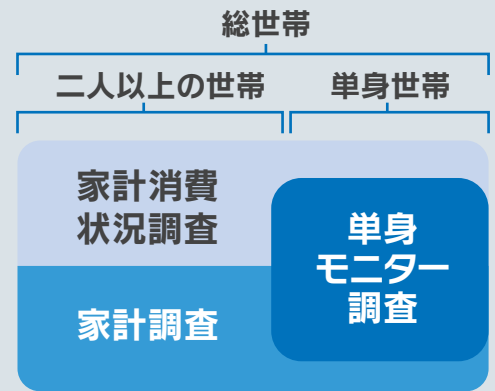 総世帯
二人以上の世帯
単身世帯
家計消費
状況調査
単身
モニター
調査
家計調査